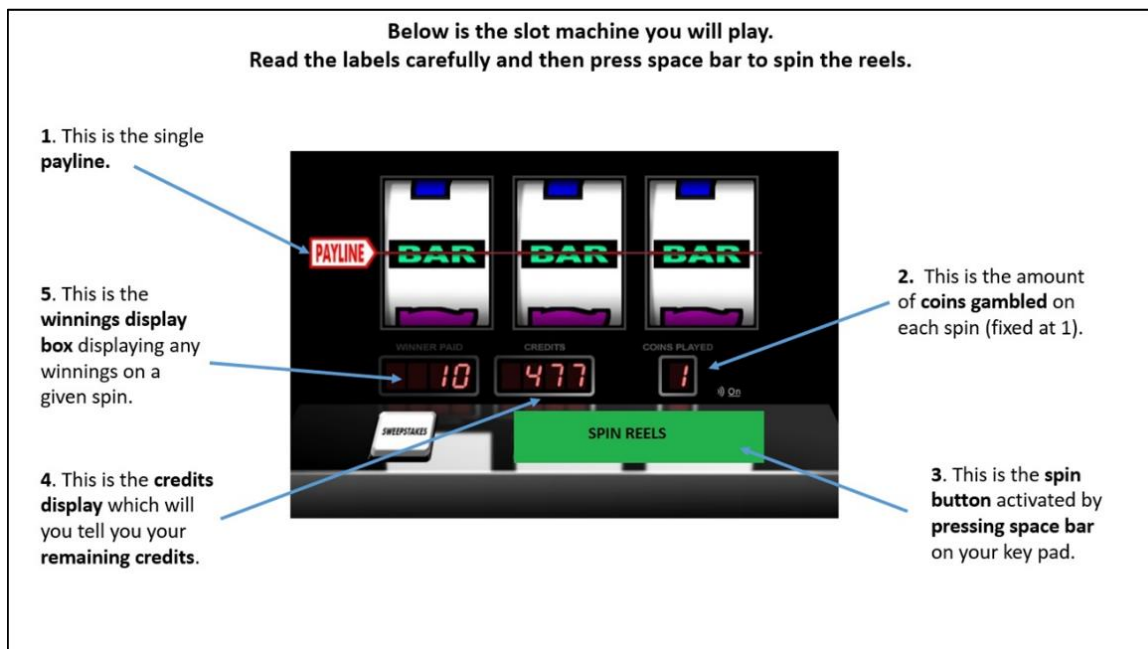 Below is the slot machine you will play.
Read the labels carefully and then press space bar to spin the reels.
1. This is the single
payline.
PAYLINE
BAR BAR BAR
5. This is the
winnings display
box displaying any
winnings on a
given spin.
2. This is the amount
of coins gambled on
each spin (fixed at 1).
WINNER PAID CREDITS COINS PLAYED
10 477 1
On
SWEEPSTAKES
SPIN REELS
4. This is the credits
display which will
you tell you your
remaining credits.
3. This is the spin
button activated by
pressing space bar
on your key pad.